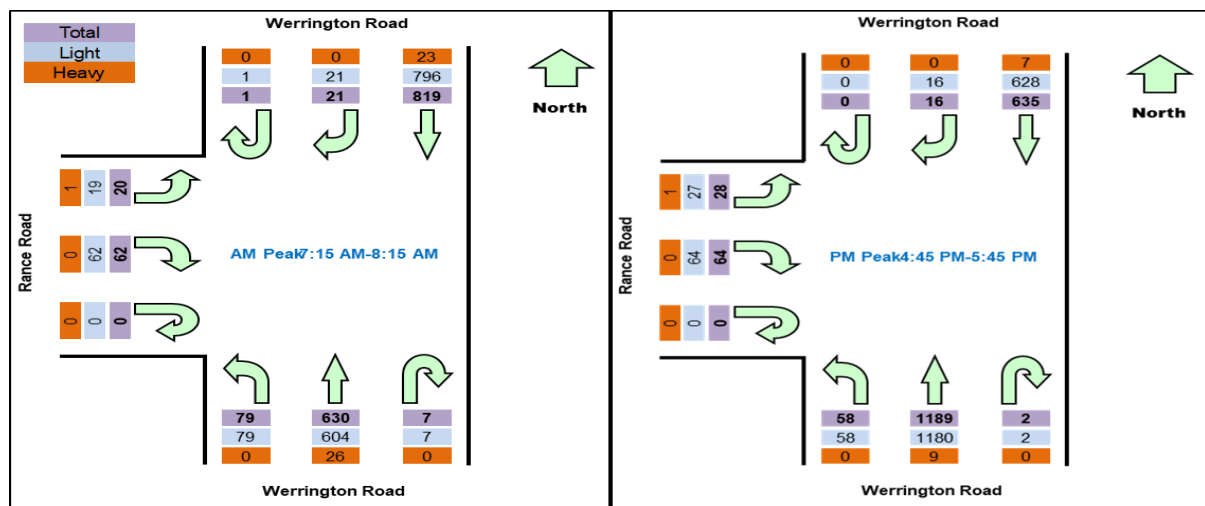 Werrington Road
Total
Light
Heavy
0 0 23
1 21 796
1 21 819
North
Rance Road
1 19 20
0 62 62
0 0 0
AM Peak7:15 AM-8:15 AM
79 630 7
79 604 7
0 26 0
Werrington Road
Werrington Road
0 0 7
0 16 628
0 16 635
North
Rance Road
1 27 28
0 64 64
0 0 0
PM Peak4:45 PM-5:45 PM
58 1189 2
58 1180 2
0 9 0
Werrington Road